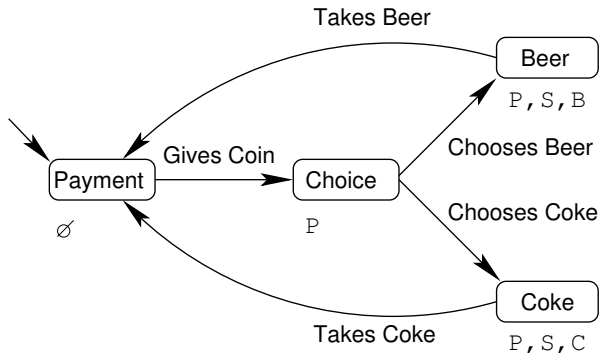 Takes Beer
Beer
P, S, B
Gives Coin
Chooses Beer
Payment
Choice
Chooses Coke
∅
P
Coke
Takes Coke
P, S, C